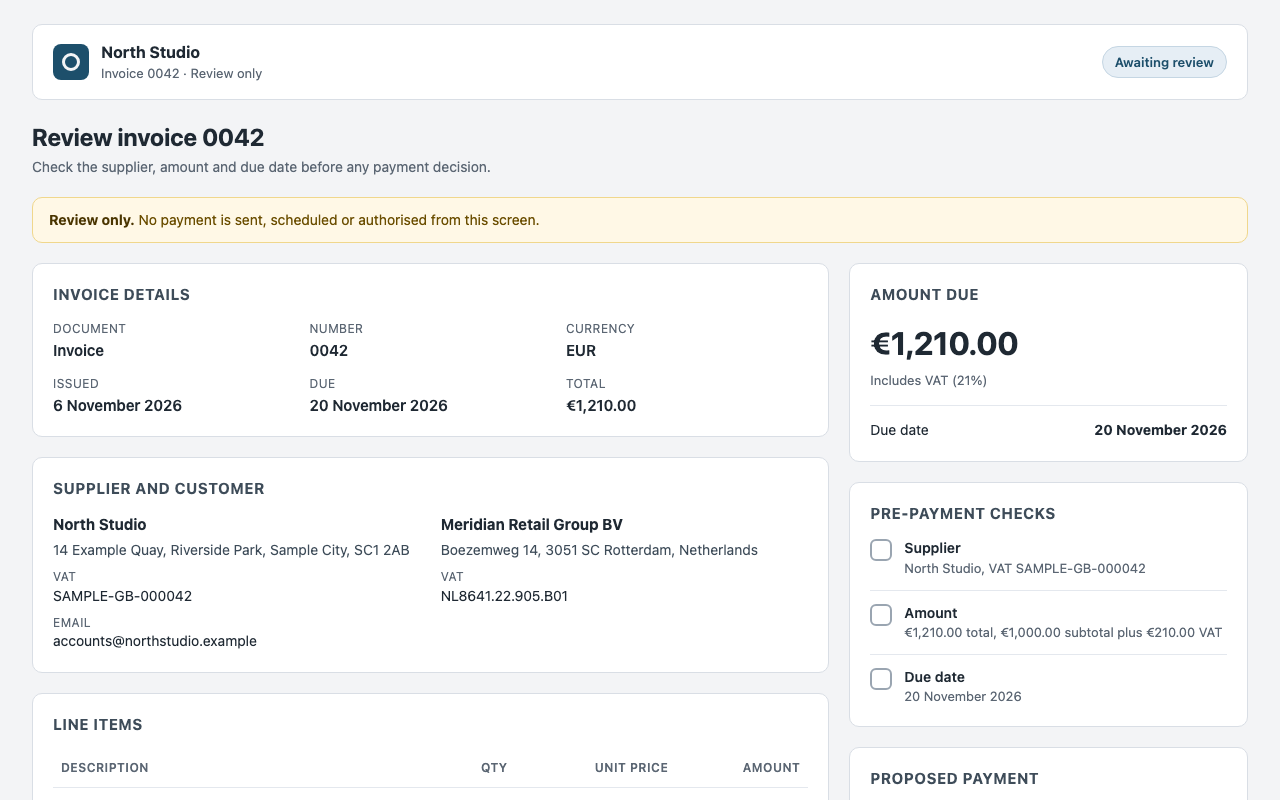 North Studio
Invoice 0042 · Review only
Awaiting review
Review invoice 0042
Check the supplier, amount and due date before any payment decision.
Review only. No payment is sent, scheduled or authorised from this screen.
INVOICE DETAILS
DOCUMENT NUMBER CURRENCY
Invoice 0042 EUR
ISSUED DUE TOTAL
6 November 2026 20 November 2026 €1,210.00
SUPPLIER AND CUSTOMER
North Studio
14 Example Quay, Riverside Park, Sample City, SC1 2AB
VAT
SAMPLE-GB-000042
EMAIL
accounts@northstudio.example
Meridian Retail Group BV
Boezemweg 14, 3051 SC Rotterdam, Netherlands
VAT
NL8641.22.905.B01
LINE ITEMS
DESCRIPTION QTY UNIT PRICE AMOUNT
AMOUNT DUE
€1,210.00
Includes VAT (21%)
Due date 20 November 2026
PRE-PAYMENT CHECKS
Supplier
North Studio, VAT SAMPLE-GB-000042
Amount
€1,210.00 total, €1,000.00 subtotal plus €210.00 VAT
Due date
20 November 2026
PROPOSED PAYMENT